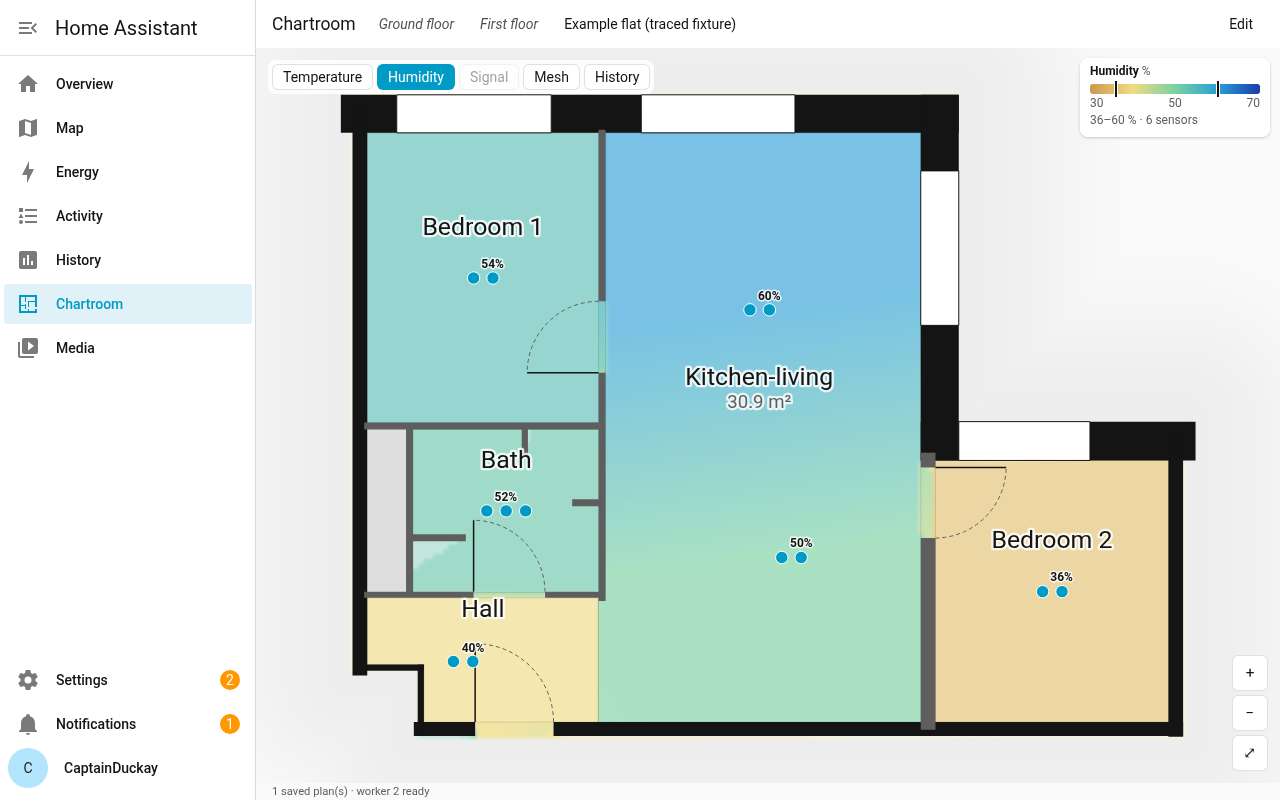 Home Assistant
Chartroom
Ground floor
First floor
Example flat (traced fixture)
Edit
Overview
Map
Energy
Activity
History
Chartroom
Media
Settings
2
Notifications
1
C
CaptainDuckay
Temperature
Humidity
Signal
Mesh
History
Humidity %
30 50 70
36–60 % · 6 sensors
Bedroom 1
54%
60%
Kitchen-living
30.9 m²
Bath
52%
50%
Bedroom 2
36%
Hall
40%
+
−
⤢
1 saved plan(s) · worker 2 ready